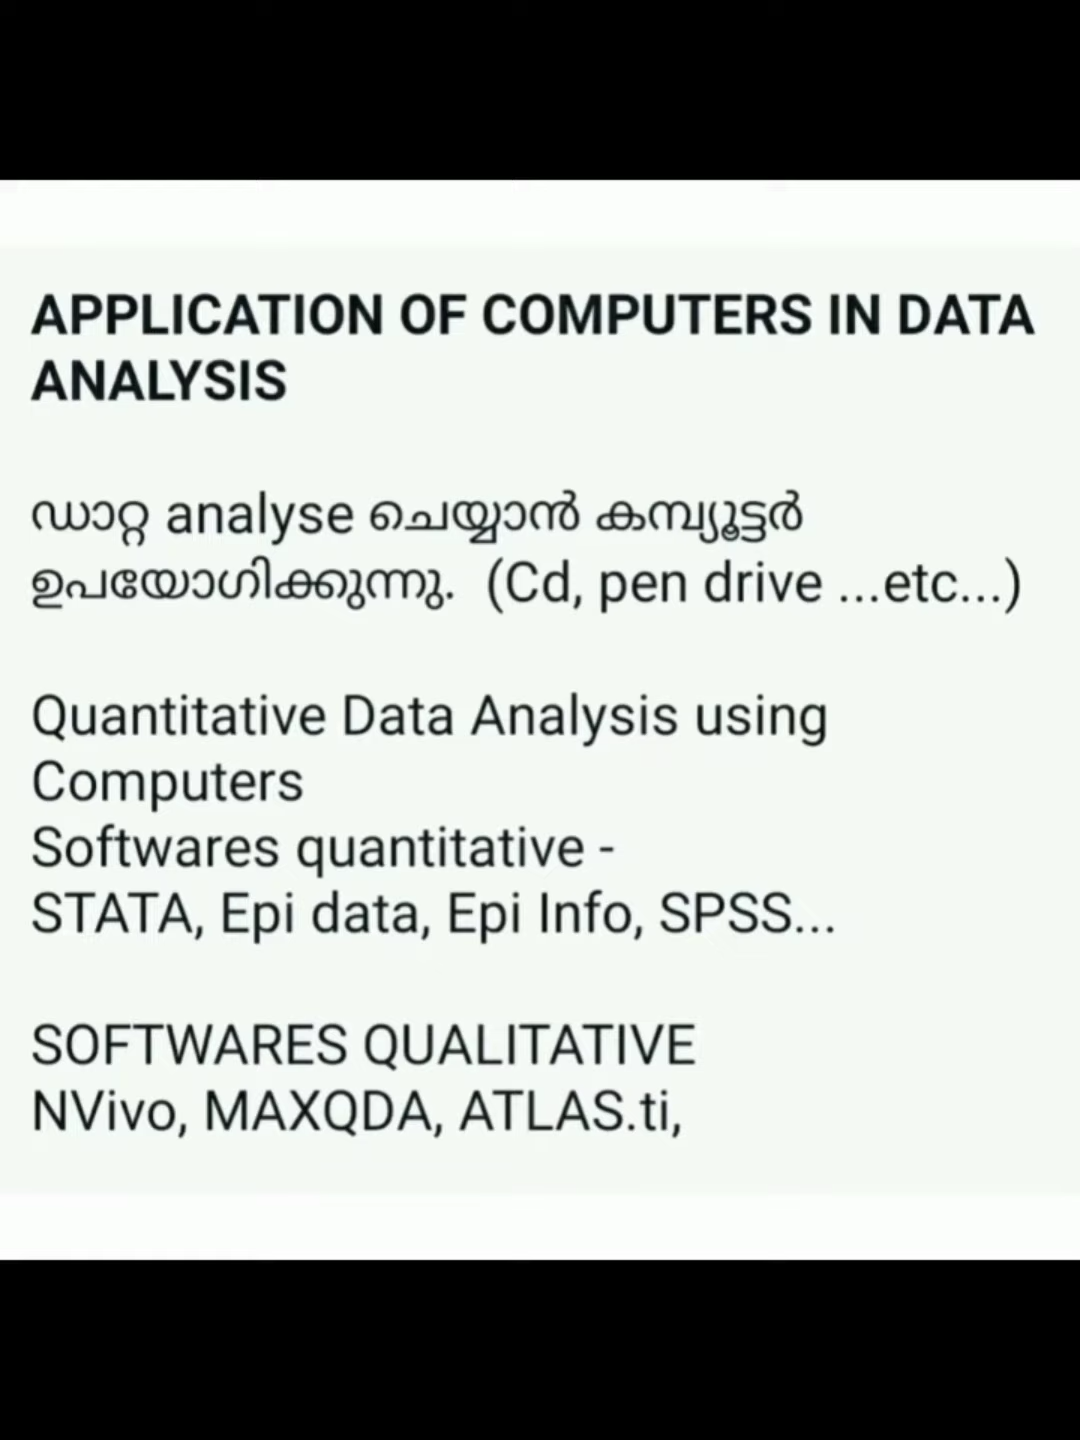 APPLICATION OF COMPUTERS IN DATA
ANALYSIS
ഡാറ്റ analyse ചെയ്യാൻ കമ്പ്യൂട്ടർ
ഉപയോഗിക്കുന്നു. (Cd, pen drive ...etc...)
Quantitative Data Analysis using
Computers
Softwares quantitative -
STATA, Epi data, Epi Info, SPSS...
SOFTWARES QUALITATIVE
NVivo, MAXQDA, ATLAS.ti,